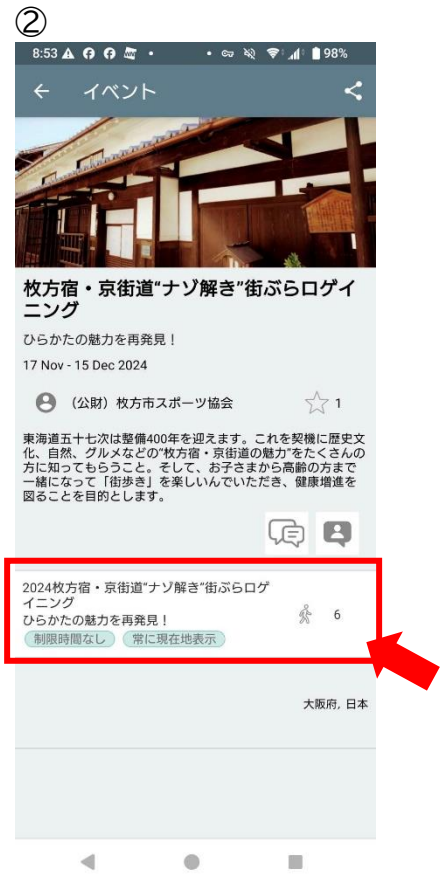 ②
8:53 98%
イベント
枚方宿・京街道“ナゾ解き”街ぶらロゲイ
ニング
ひらかたの魅力を再発見！
17 Nov - 15 Dec 2024
（公財）枚方市スポーツ協会 1
東海道五十七次は整備400年を迎えます。これを契機に歴史文
化、自然、グルメなどの“枚方宿・京街道の魅力”をたくさんの
方に知ってもらうこと。そして、お子さまから高齢の方まで
一緒になって「街歩き」を楽しいんでいただき、健康増進を
図ることを目的とします。
2024枚方宿・京街道“ナゾ解き”街ぶらロゲ
イニング
ひらかたの魅力を再発見！
6
制限時間なし 常に現在地表示
大阪府, 日本